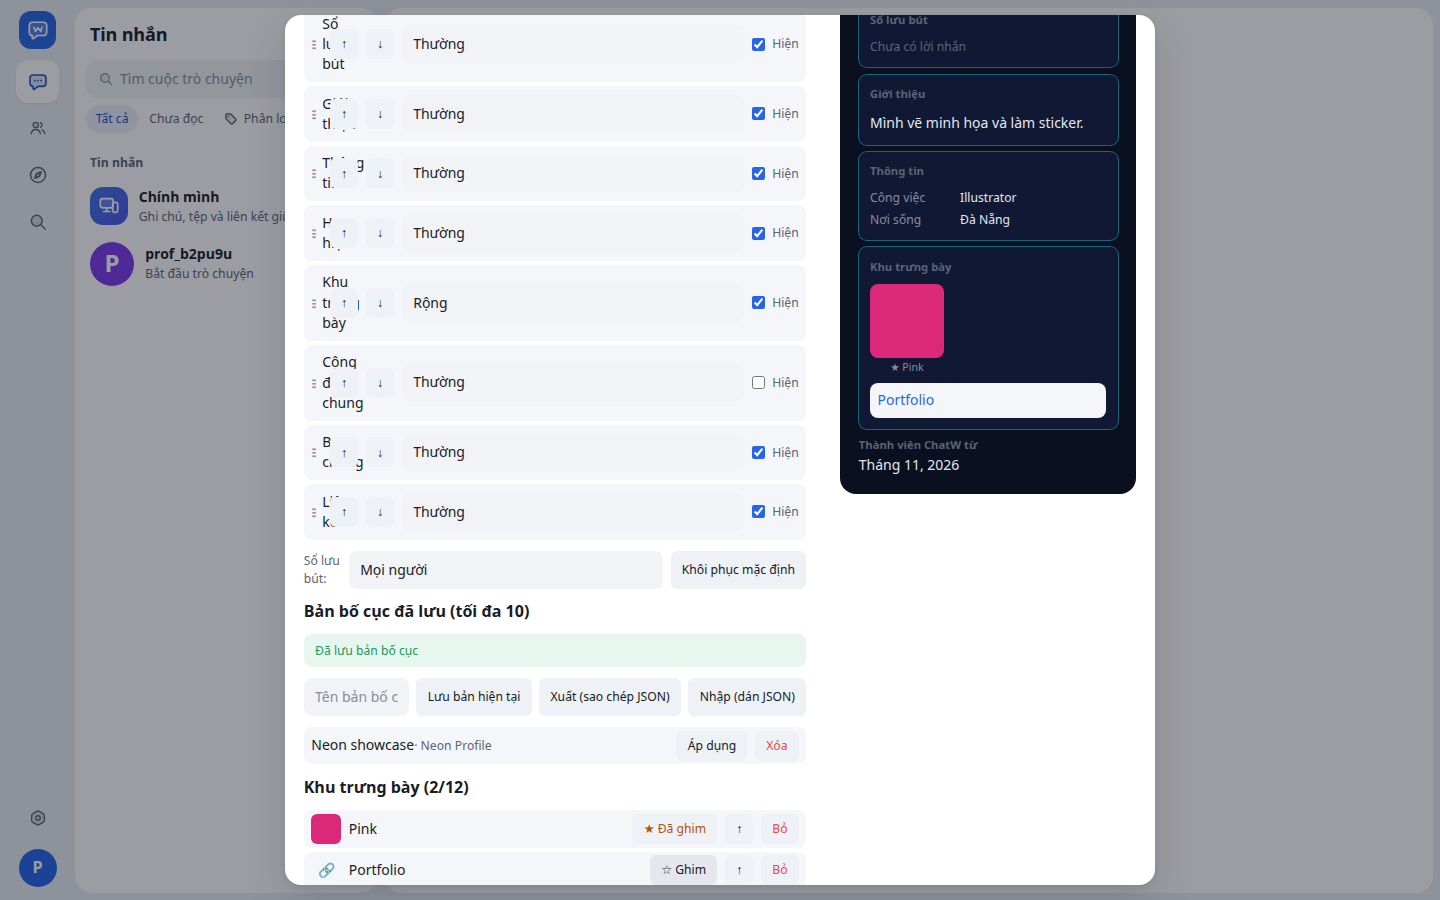 Tin nhắn
Tìm cuộc trò chuyện
Tất cả
Chưa đọc
Tin nhắn
Chính mình
Ghi chú, tệp và liên kết
prof_b2pu9u
Bắt đầu trò chuyện
P
P
Sổ
bút
↑
↓
Thường
Hiện
↑
↓
Thường
Hiện
↑
↓
Thường
Hiện
↑
↓
Thường
Hiện
Khu
bày
↑
↓
Rộng
Hiện
chung
↑
↓
Thường
Hiện
↑
↓
Thường
Hiện
↑
↓
Thường
Hiện
Sổ lưu
bút:
Mọi người
Khôi phục mặc định
Bản bố cục đã lưu (tối đa 10)
Đã lưu bản bố cục
Tên bản bố c
Lưu bản hiện tại
Xuất (sao chép JSON)
Nhập (dán JSON)
Neon showcase · Neon Profile
Áp dụng
Xóa
Khu trưng bày (2/12)
Pink
★ Đã ghim
↑
Bỏ
Portfolio
☆ Ghim
↑
Bỏ
Sổ lưu bút
Chưa có lời nhắn
Giới thiệu
Mình vẽ minh họa và làm sticker.
Thông tin
Công việc Illustrator
Nơi sống Đà Nẵng
Khu trưng bày
★ Pink
Portfolio
Thành viên ChatW từ
Tháng 11, 2026